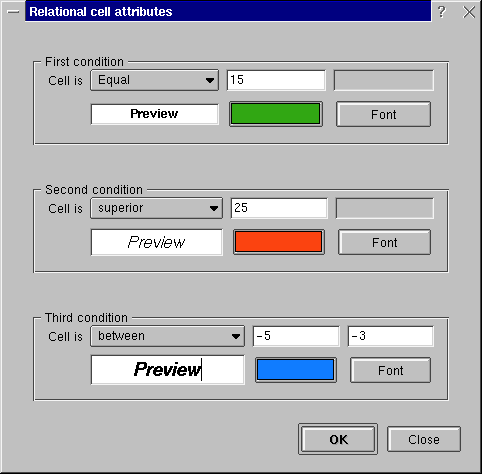 Relational cell attributes ?
First condition
Cell is Equal 15
Preview Font
Second condition
Cell is superior 25
Preview Font
Third condition
Cell is between -5 -3
Preview Font
OK Close